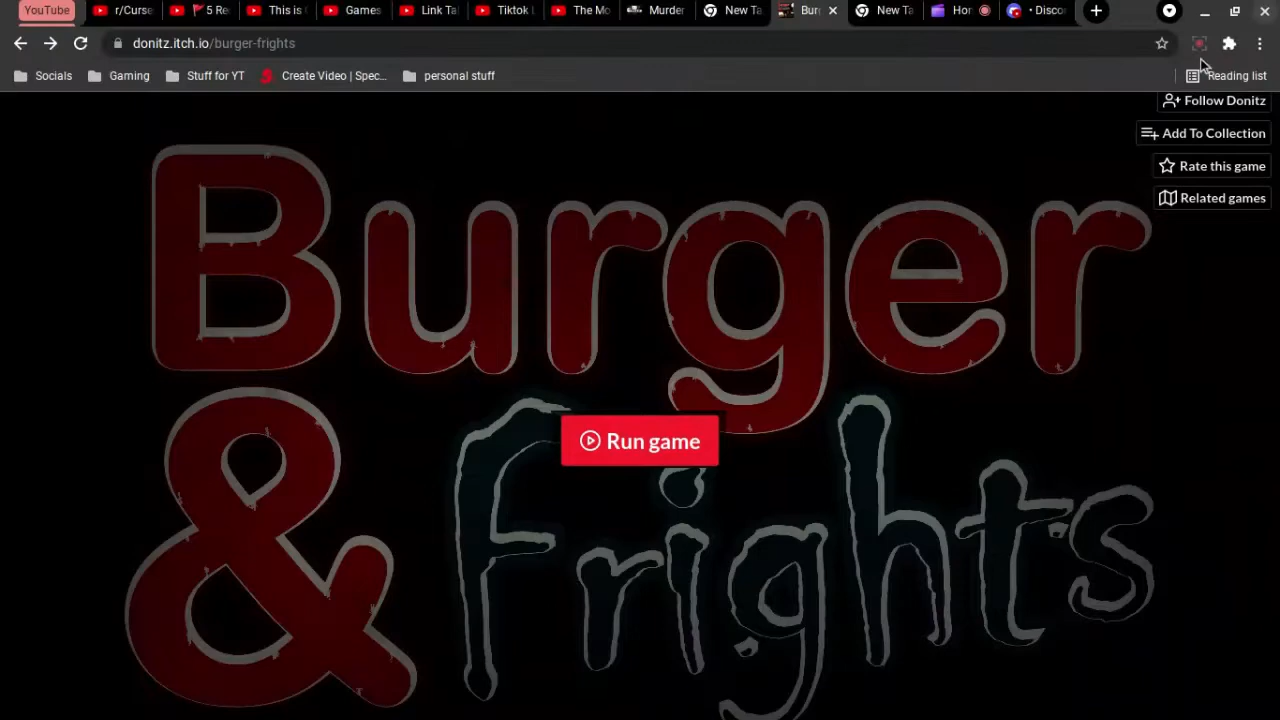 YouTube r/Curse 5 Re This is Games Link Ta Tiktok The Mo Murder New Ta Bur New Ta Hor • Disco
donitz.itch.io/burger-frights
Socials Gaming Stuff for YT Create Video | Spec... personal stuff Reading list
Follow Donitz
Add To Collection
Rate this game
Related games
Burger
& Frights
Run game